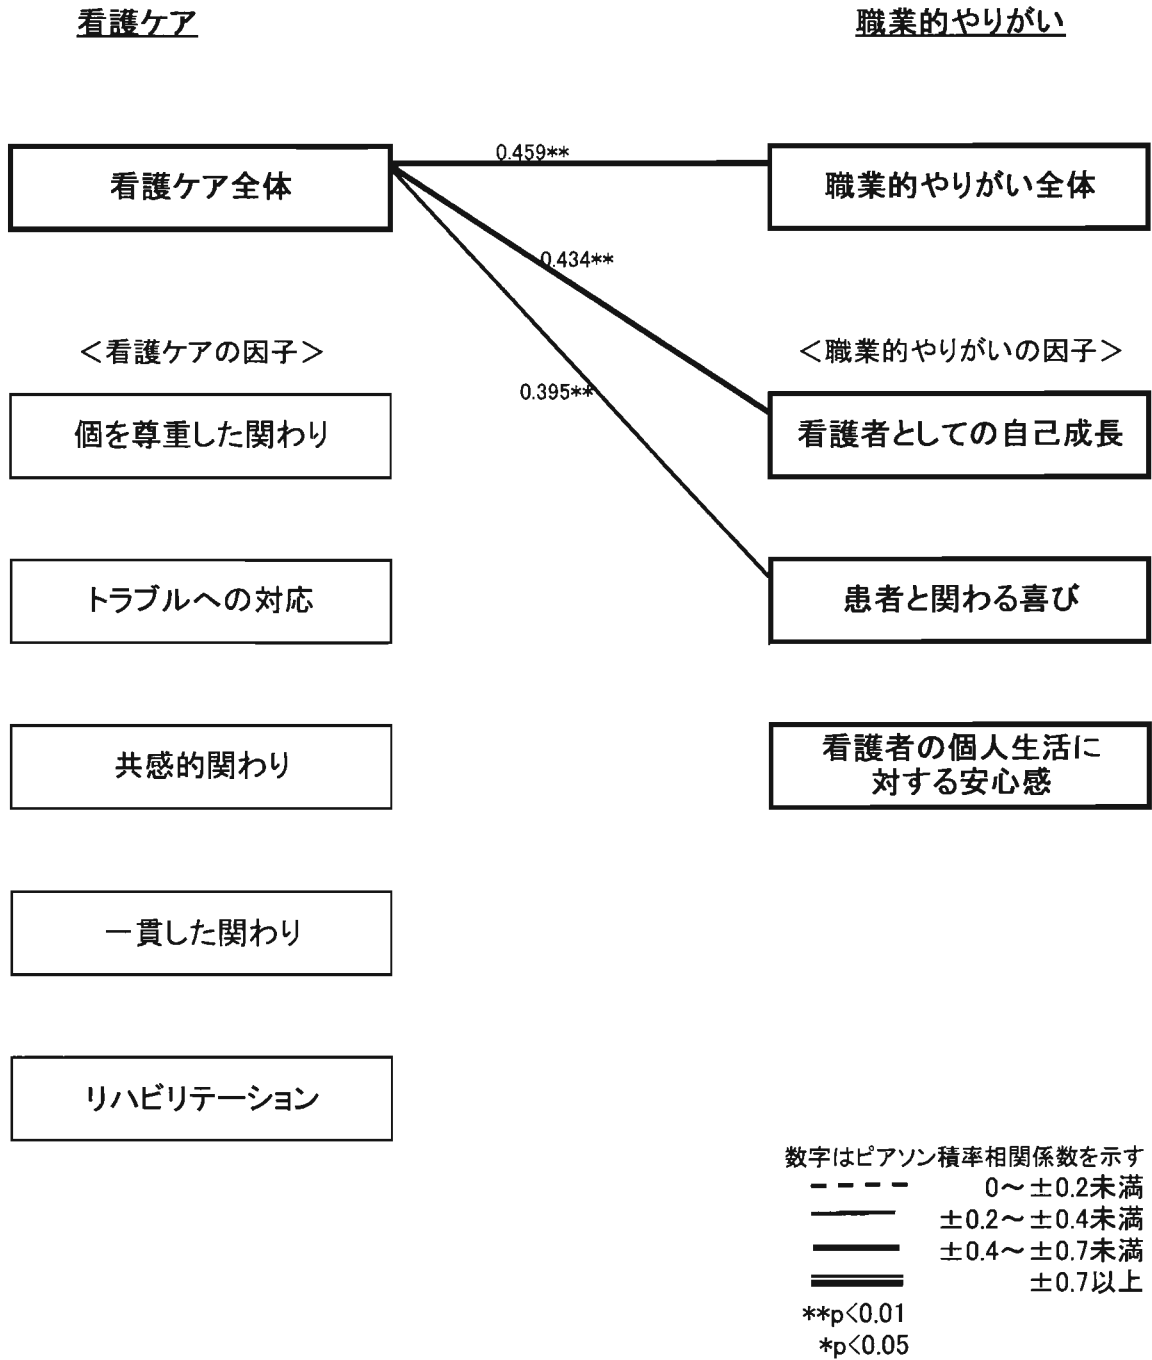 看護ケア
職業的やりがい
看護ケア全体
0.459**
職業的やりがい全体
0.434**
＜看護ケアの因子＞
＜職業的やりがいの因子＞
0.395**
個を尊重した関わり
看護者としての自己成長
トラブルへの対応
患者と関わる喜び
共感的関わり
看護者の個人生活に
対する安心感
一貫した関わり
リハビリテーション
数字はピアソン積率相関係数を示す
0～±0.2未満
±0.2～±0.4未満
±0.4～±0.7未満
±0.7以上
**p<0.01
*p<0.05